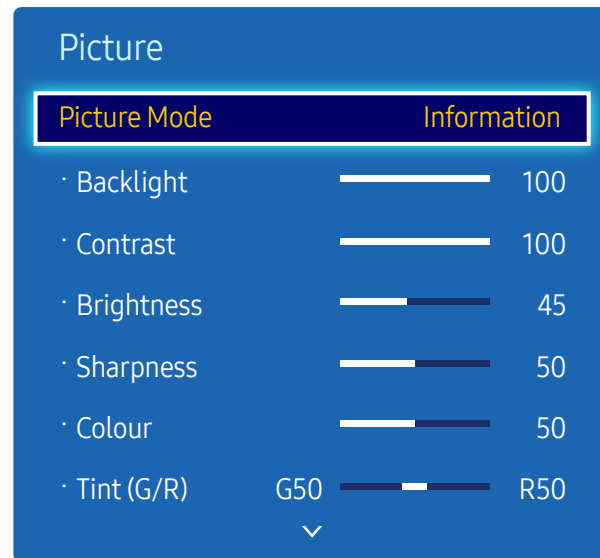 Picture
Picture Mode Information
· Backlight 100
· Contrast 100
· Brightness 45
· Sharpness 50
· Colour 50
· Tint (G/R) G50 R50